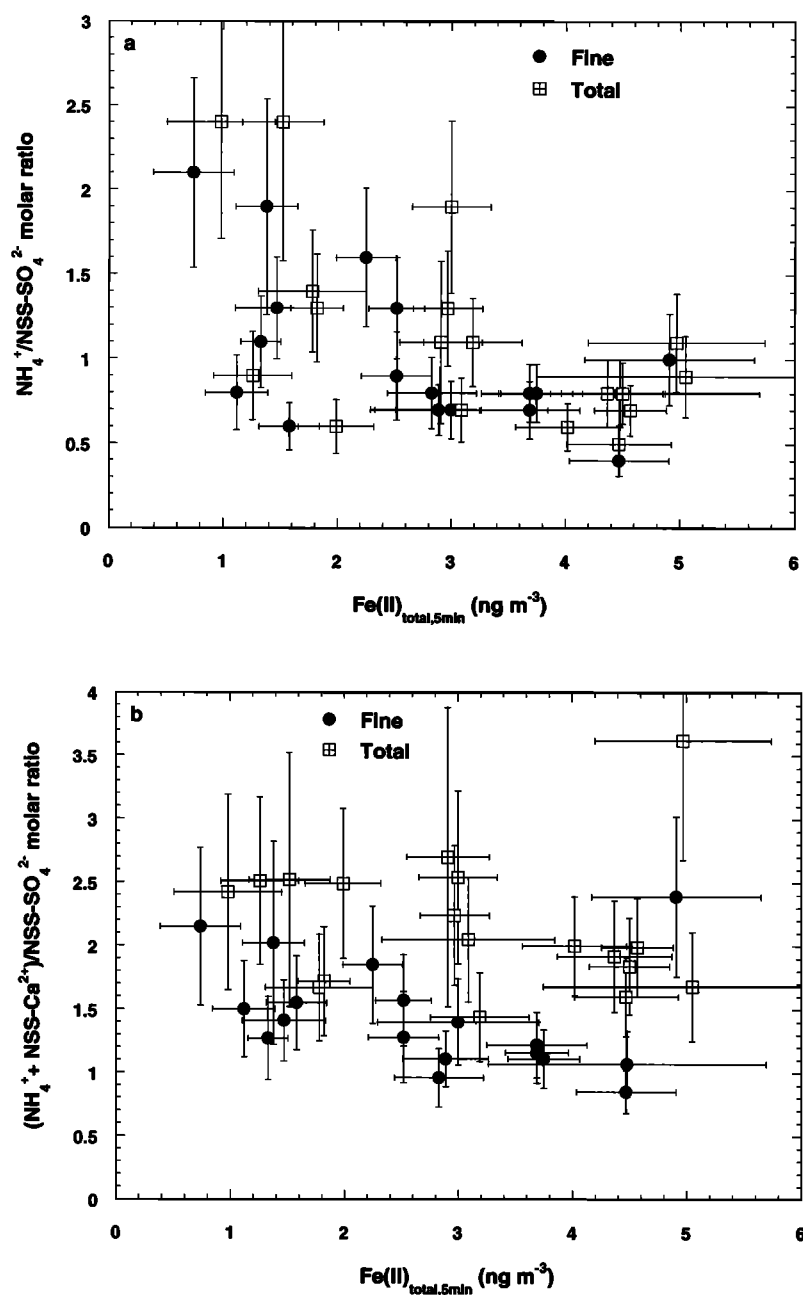 a
Fine
Total
3
2.5
2
1.5
1
0.5
0
NH₄⁺/NSS-SO₄²⁻ molar ratio
0 1 2 3 4 5 6
Fe(II)total,5min (ng m⁻³)
b
Fine
Total
4
3.5
3
2.5
2
1.5
1
0.5
0
(NH₄⁺ + NSS-Ca²⁺)/NSS-SO₄²⁻ molar ratio
0 1 2 3 4 5 6
Fe(II)total,5min (ng m⁻³)